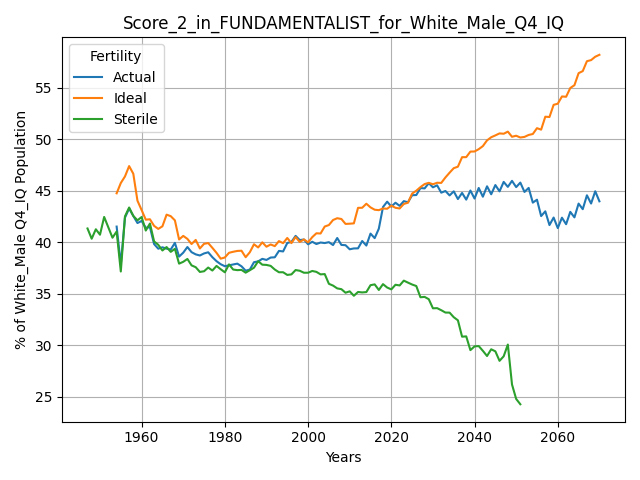 Score_2_in_FUNDAMENTALIST_for_White_Male_Q4_IQ
Fertility
Actual
Ideal
Sterile
% of White_Male Q4_IQ Population
55
50
45
40
35
30
25
1960 1980 2000 2020 2040 2060
Years